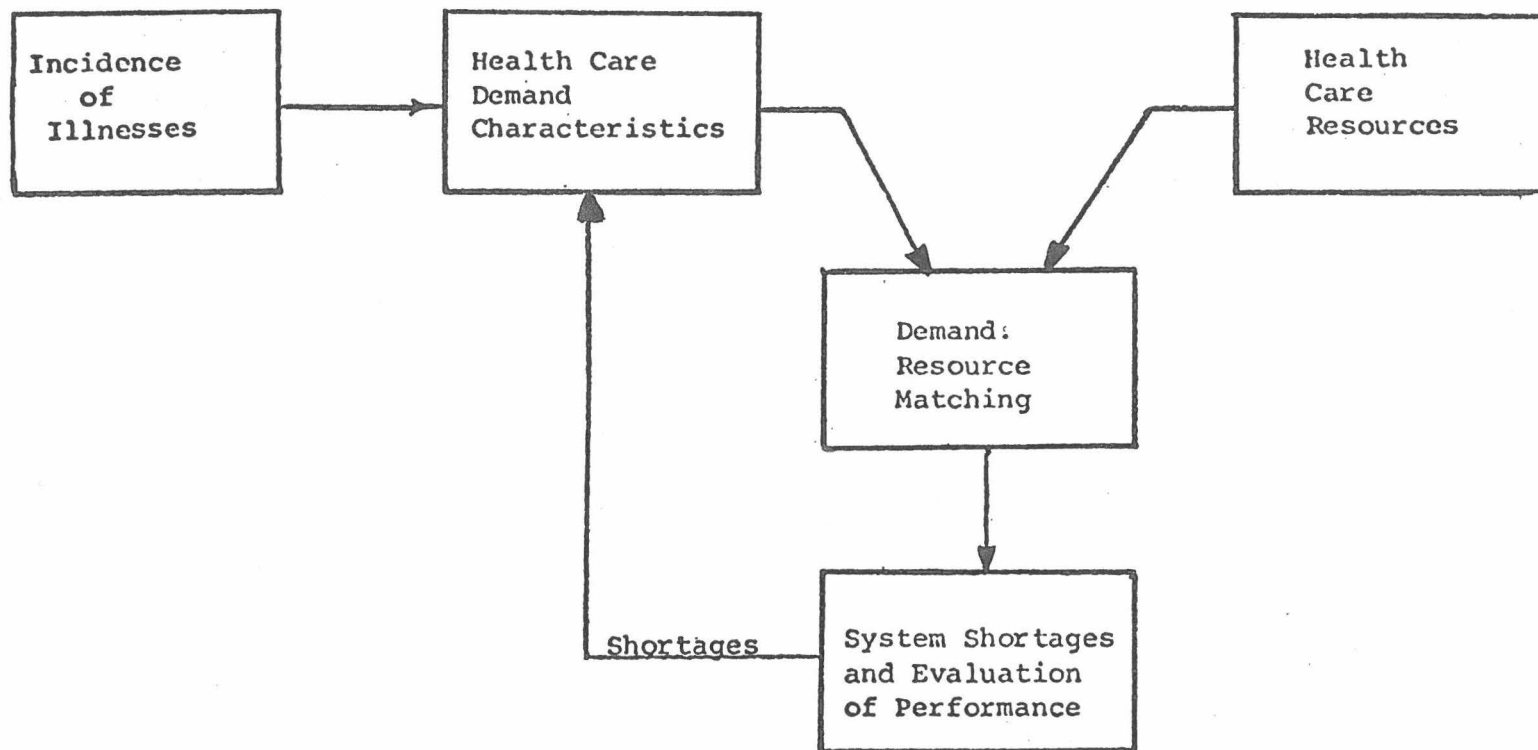 Incidence
of
Illnesses
Health Care
Demand
Characteristics
Health
Care
Resources
Demand:
Resource
Matching
Shortages
System Shortages
and Evaluation
of Performance